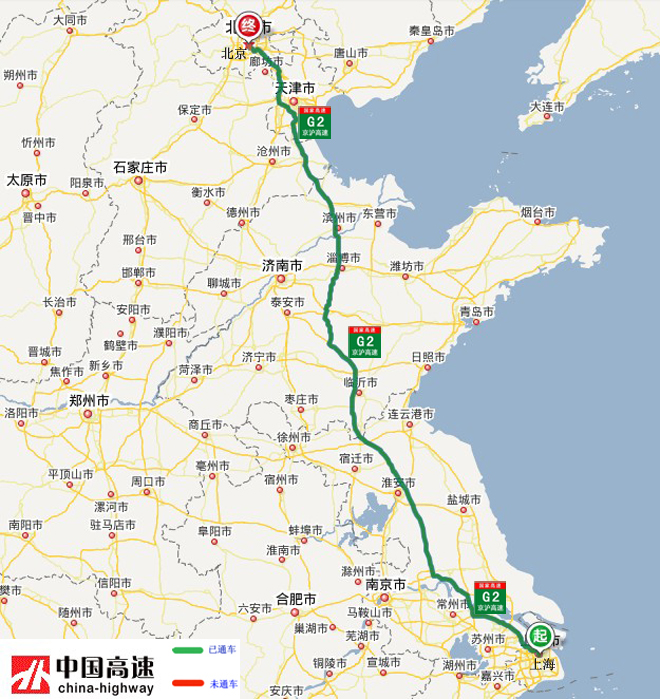 大同市
北 市
终
北京
秦皇岛市
廊坊市
唐山市
朔州市
天津市
大连市
保定市
国家高速
G2
京沪高速
忻州市
沧州市
石家庄市
太原市
阳泉市
衡水市
晋中市
德州市
滨州市
东营市
烟台市
邢台市
淄博市
邯郸市
济南市
潍坊市
聊城市
长治市
安阳市
泰安市
青岛市
濮阳市
国家高速
G2
京沪高速
鹤壁市
晋城市
新乡市
济宁市
日照市
焦作市
菏泽市
临沂市
郑州市
枣庄市
洛阳市
连云港市
商丘市
徐州市
宿迁市
亳州市
平顶山市
周口市
宿州市
淮安市
盐城市
漯河市
南阳市
驻马店市
阜阳市
蚌埠市
淮南市
滁州市
信阳市
南京市
樊市
合肥市
国家高速
G2
京沪高速
常州市
随州市
六安市
马鞍山市
巢湖市
芜湖市
苏州市
起
市
上海
铜陵市
宣城市
湖州市
嘉兴市
安庆市
中国高速
china-highway
已通车
未通车